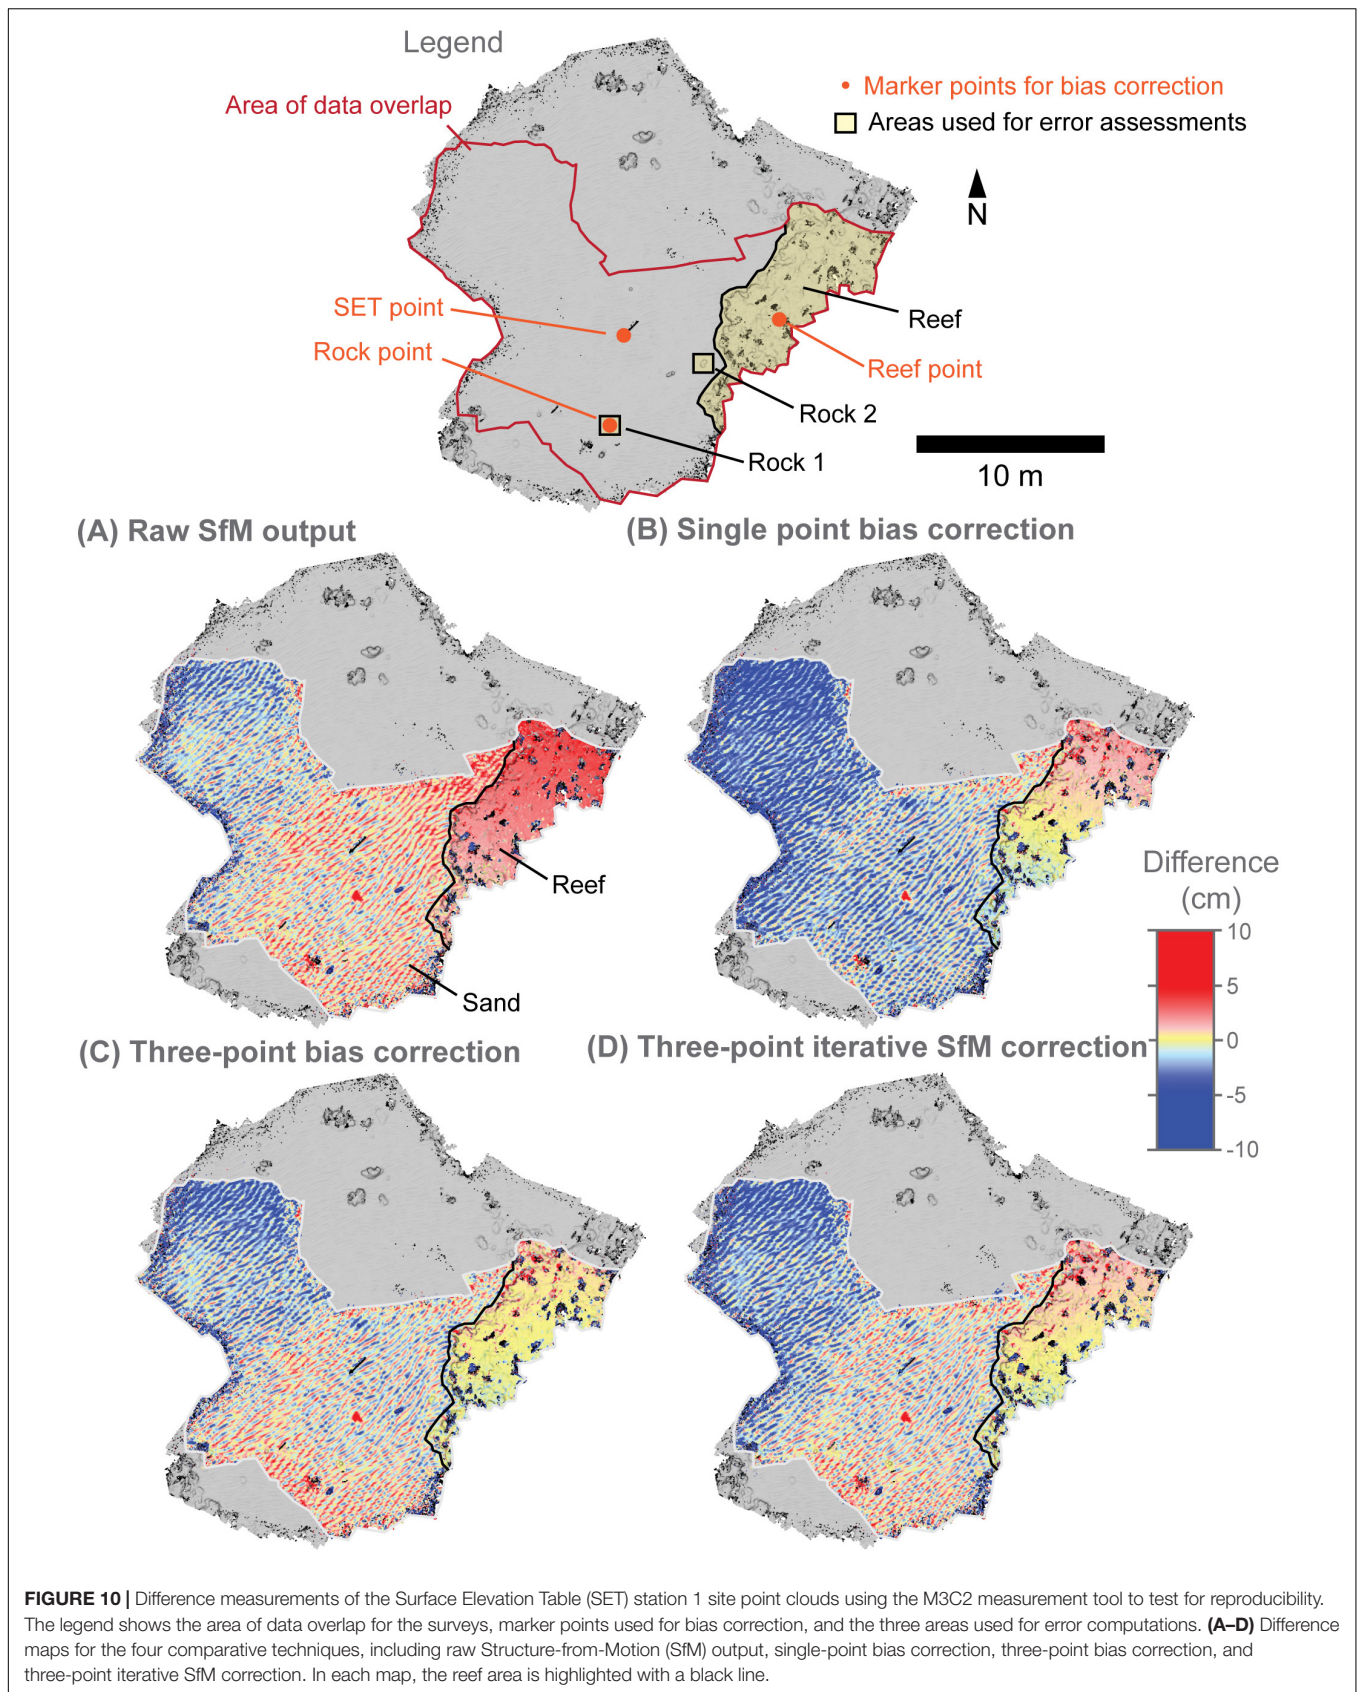 Legend
Area of data overlap
Marker points for bias correction
Areas used for error assessments
N
SET point
Rock point
Reef
Reef point
Rock 2
Rock 1
10 m
(A) Raw SfM output
(B) Single point bias correction
Reef
Sand
Difference
(cm)
10
5
0
-5
-10
(C) Three-point bias correction
(D) Three-point iterative SfM correction
FIGURE 10 | Difference measurements of the Surface Elevation Table (SET) station 1 site point clouds using the M3C2 measurement tool to test for reproducibility.
The legend shows the area of data overlap for the surveys, marker points used for bias correction, and the three areas used for error computations. (A–D) Difference
maps for the four comparative techniques, including raw Structure-from-Motion (SfM) output, single-point bias correction, three-point bias correction, and
three-point iterative SfM correction. In each map, the reef area is highlighted with a black line.